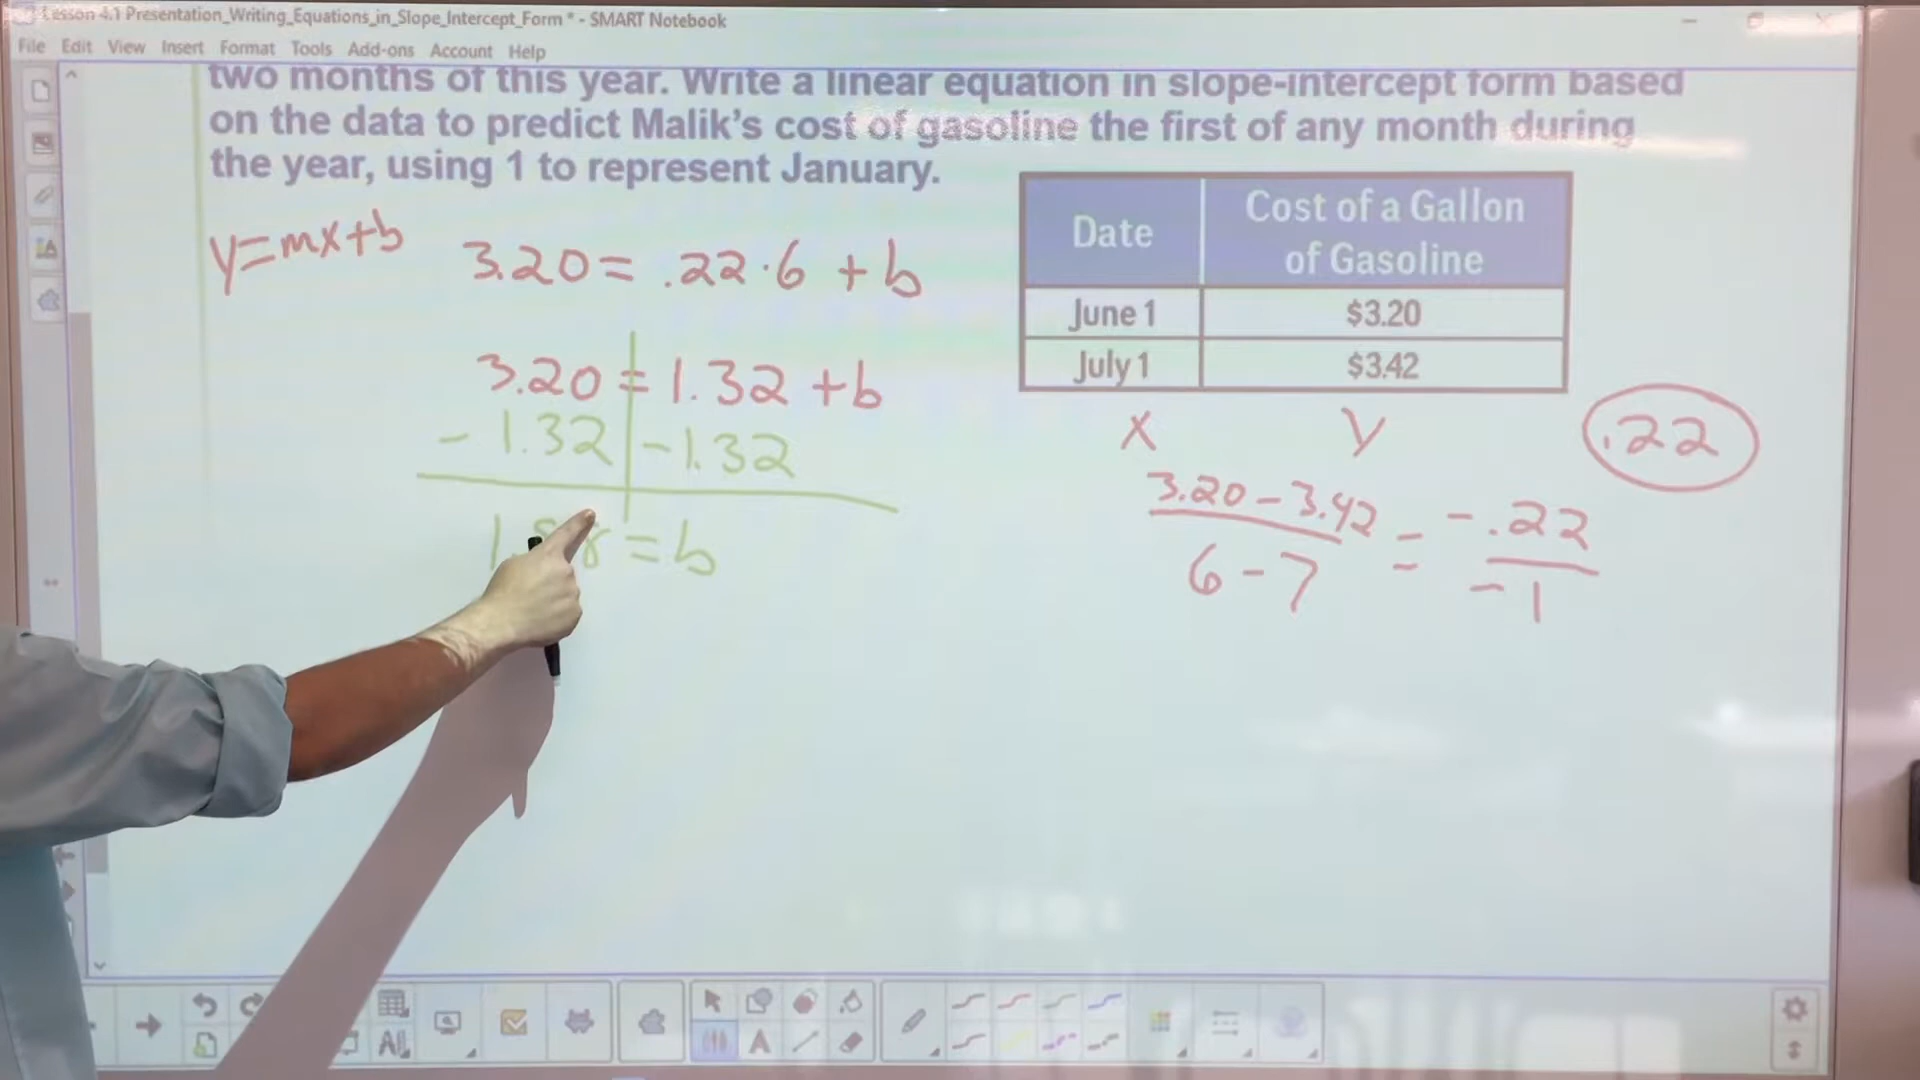 Lesson 4.1 Presentation_Writing_Equations_in_Slope_Intercept_Form * - SMART Notebook
File Edit View Insert Format Tools Add-ons Account Help
two months of this year. Write a linear equation in slope-intercept form based
on the data to predict Malik's cost of gasoline the first of any month during
the year, using 1 to represent January.
Date Cost of a Gallon
of Gasoline
June 1 $3.20
July 1 $3.42
y=mx+b
3.20 = .22·6 + b
3.20 = 1.32 + b
- 1.32 - 1.32
= b
x y
.22
3.20 - 3.42 = - .22
6 - 7 - 1